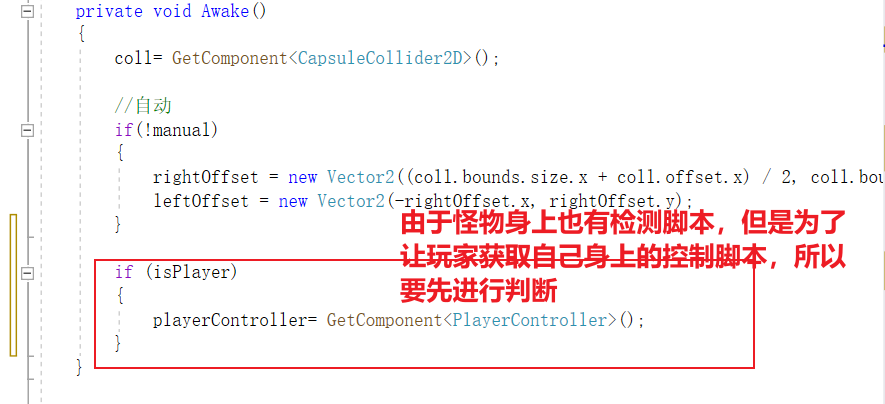 private void Awake()
{
coll= GetComponent<CapsuleCollider2D>();
//自动
if(!manual)
{
rightOffset = new Vector2((coll.bounds.size.x + coll.offset.x) / 2, coll.bou
leftOffset = new Vector2(-rightOffset.x, rightOffset.y);
}
由于怪物身上也有检测脚本，但是为了
让玩家获取自己身上的控制脚本，所以
要先进行判断
if (isPlayer)
{
playerController= GetComponent<PlayerController>();
}
}